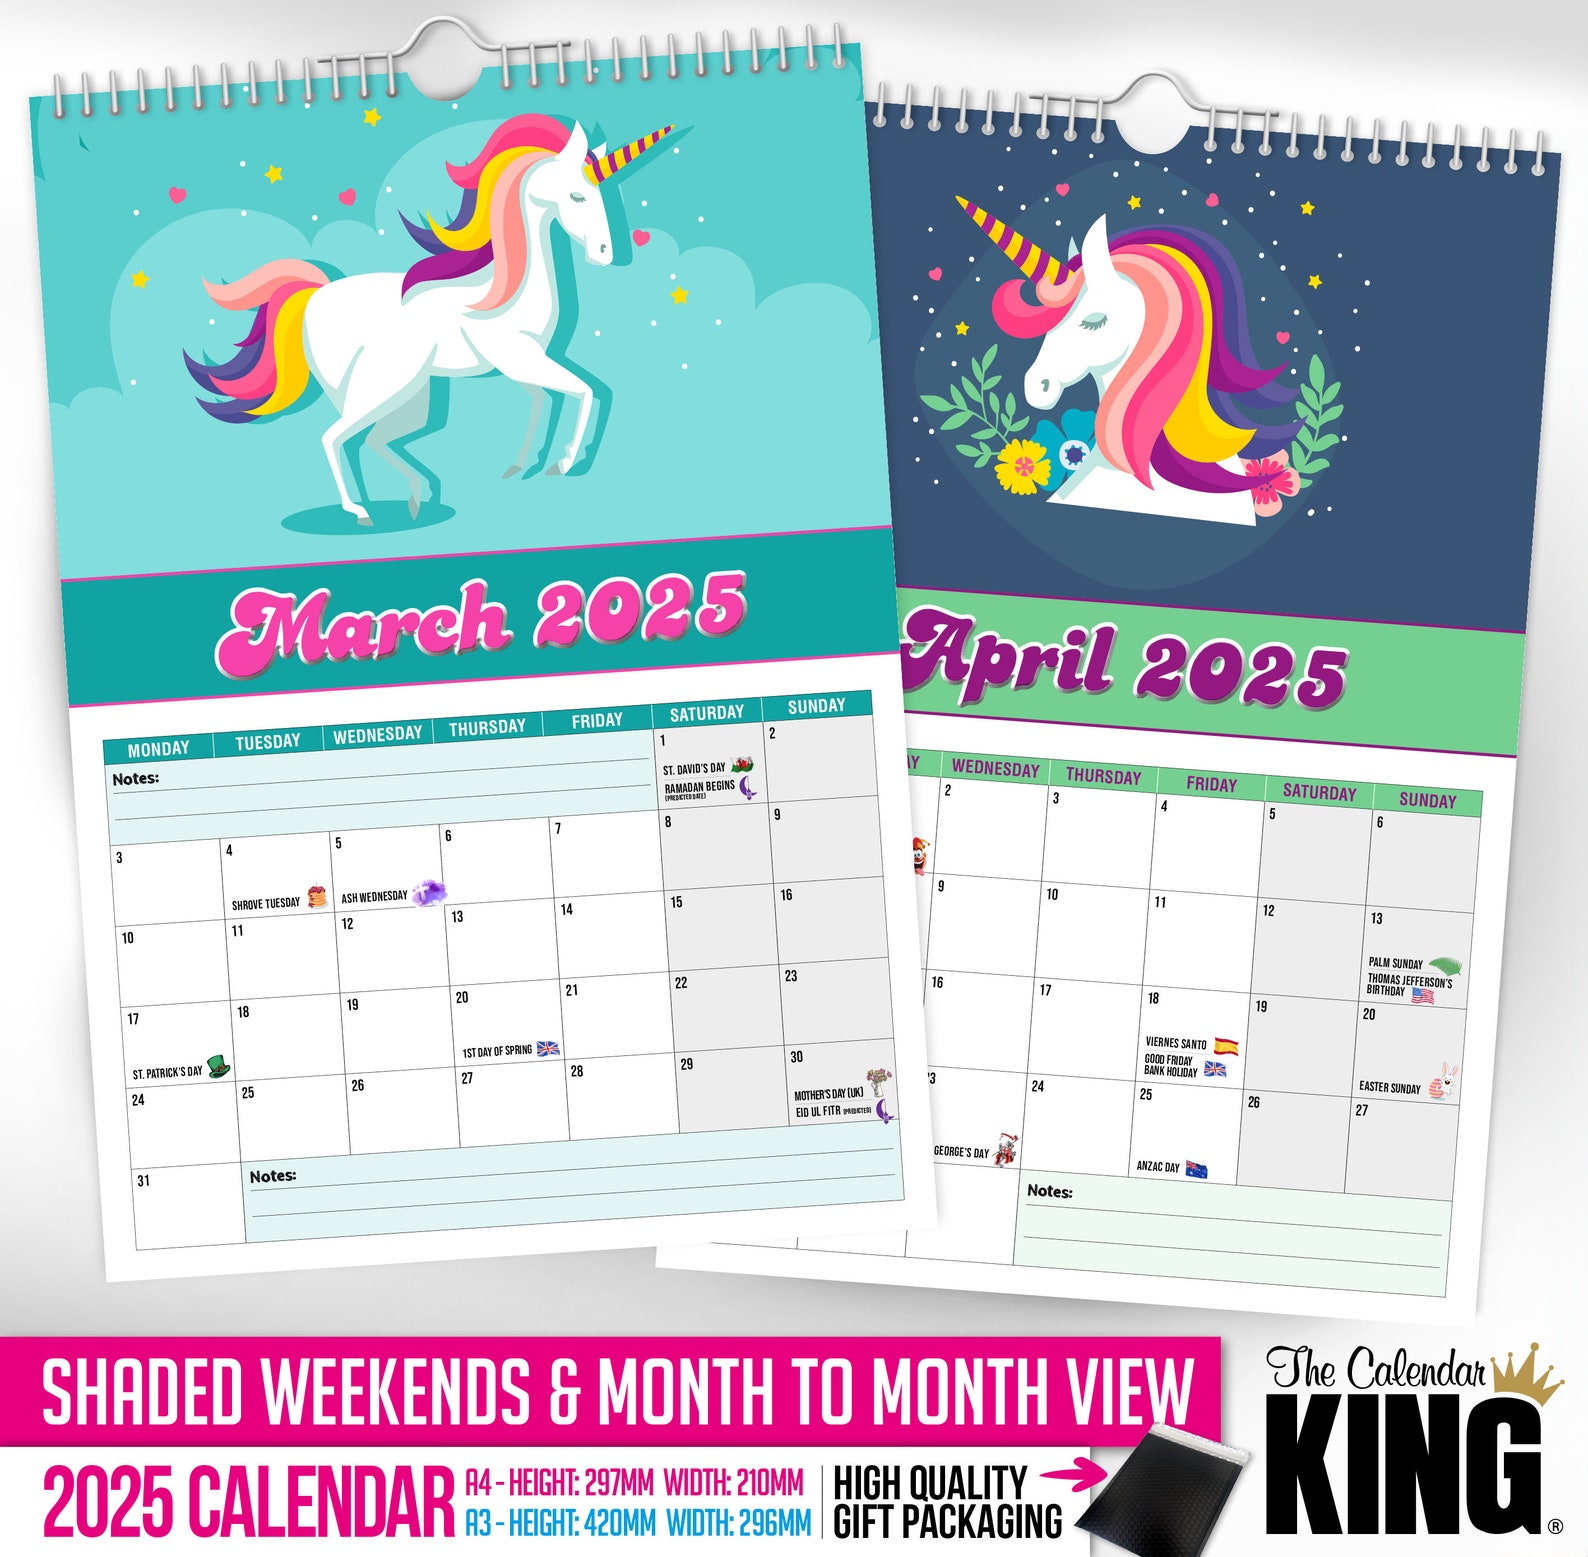 March 2025
MONDAY TUESDAY WEDNESDAY THURSDAY FRIDAY SATURDAY SUNDAY
Notes:
1 2
ST. DAVID'S DAY
RAMADAN BEGINS
(PREDICTED DATE)
3 4 5 6 7 8 9
SHROVE TUESDAY ASH WEDNESDAY
10 11 12 13 14 15 16
17 18 19 20 21 22 23
ST. PATRICK'S DAY 1ST DAY OF SPRING
24 25 26 27 28 29 30
MOTHER'S DAY (UK)
EID UL FITR (PREDICTED)
31
Notes:
April 2025
AY WEDNESDAY THURSDAY FRIDAY SATURDAY SUNDAY
2 3 4 5 6
9 10 11 12 13
PALM SUNDAY
THOMAS JEFFERSON'S
BIRTHDAY
16 17 18 19 20
VIERNES SANTO
GOOD FRIDAY
BANK HOLIDAY
EASTER SUNDAY
23 24 25 26 27
GEORGE'S DAY ANZAC DAY
Notes:
SHADED WEEKENDS & MONTH TO MONTH VIEW
2025 CALENDAR
A4 - HEIGHT: 297MM WIDTH: 210MM
A3 - HEIGHT: 420MM WIDTH: 296MM
HIGH QUALITY
GIFT PACKAGING
The Calendar
KING®